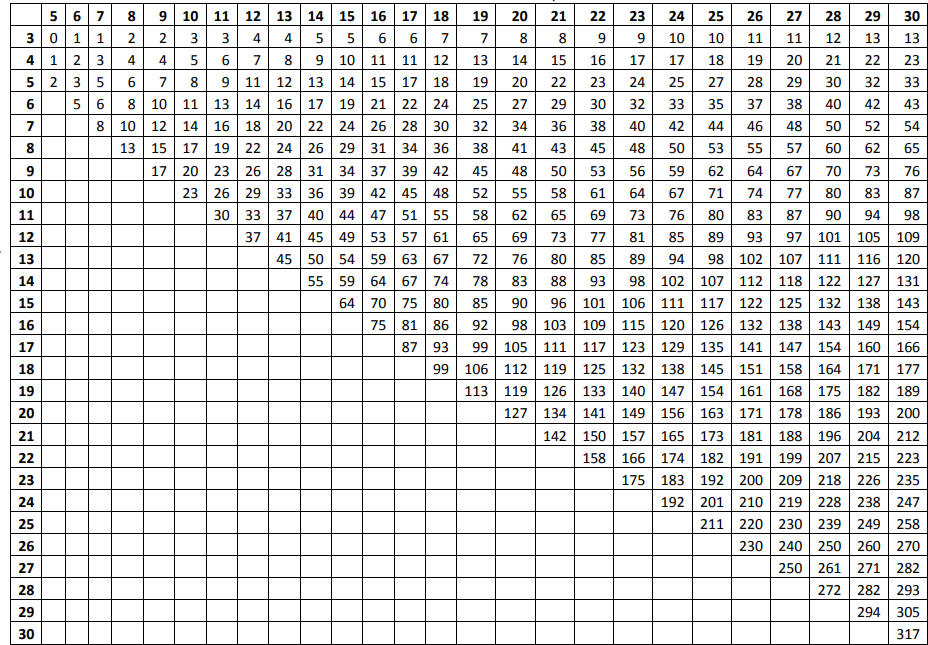 5 6 7 8 9 10 11 12 13 14 15 16 17 18 19 20 21 22 23 24 25 26 27 28 29 30
3 0 1 1 2 2 3 3 4 4 5 5 6 6 7 7 8 8 9 9 10 10 11 11 12 13 13
4 1 2 3 4 4 5 6 7 8 9 10 11 11 12 13 14 15 16 17 17 18 19 20 21 22 23
5 2 3 5 6 7 8 9 11 12 13 14 15 17 18 19 20 22 23 24 25 27 28 29 30 32 33
6 5 6 8 10 11 13 14 16 17 19 21 22 24 25 27 29 30 32 33 35 37 38 40 42 43
7 8 10 12 14 16 18 20 22 24 26 28 30 32 34 36 38 40 42 44 46 48 50 52 54
8 13 15 17 19 22 24 26 29 31 34 36 38 41 43 45 48 50 53 55 57 60 62 65
9 17 20 23 26 28 31 34 37 39 42 45 48 50 53 56 59 62 64 67 70 73 76
10 23 26 29 33 36 39 42 45 48 52 55 58 61 64 67 71 74 77 80 83 87
11 30 33 37 40 44 47 51 55 58 62 65 69 73 76 80 83 87 90 94 98
12 37 41 45 49 53 57 61 65 69 73 77 81 85 89 93 97 101 105 109
13 45 50 54 59 63 67 72 76 80 85 89 94 98 102 107 111 116 120
14 55 59 64 67 74 78 83 88 93 98 102 107 112 118 122 127 131
15 64 70 75 80 85 90 96 101 106 111 117 122 125 132 138 143
16 75 81 86 92 98 103 109 115 120 126 132 138 143 149 154
17 87 93 99 105 111 117 123 129 135 141 147 154 160 166
18 99 106 112 119 125 132 138 145 151 158 164 171 177
19 113 119 126 133 140 147 154 161 168 175 182 189
20 127 134 141 149 156 163 171 178 186 193 200
21 142 150 157 165 173 181 188 196 204 212
22 158 166 174 182 191 199 207 215 223
23 175 183 192 200 209 218 226 235
24 192 201 210 219 228 238 247
25 211 220 230 239 249 258
26 230 240 250 260 270
27 250 261 271 282
28 272 282 293
29 294 305
30 317